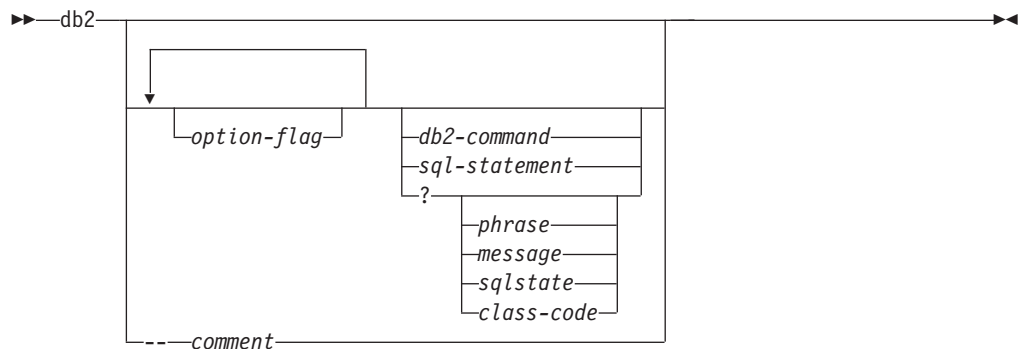 db2
option-flag
db2-command
sql-statement
?
phrase
message
sqlstate
class-code
-- comment